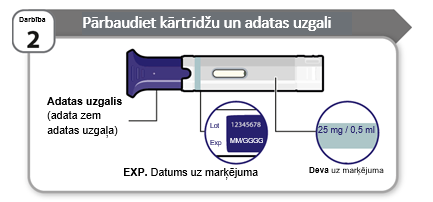 Darbība
2
Pārbaudiet kārtridžu un adatas uzgali
Adatas uzgalis
(adata zem
adatas uzgaļa)
Lot 12345678
Exp MM/GGGG
25 mg / 0,5 ml
EXP. Datums uz marķējuma
Deva uz marķējuma